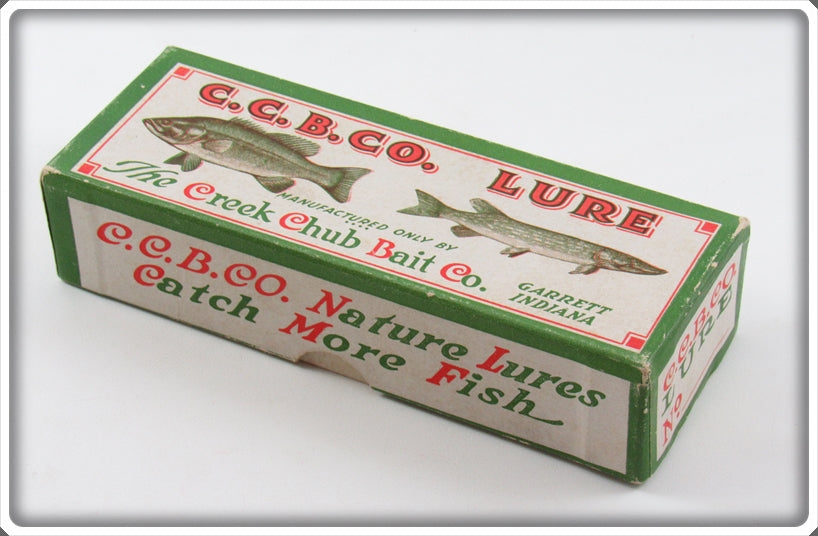 C.C.B.CO. LURE
MANUFACTURED ONLY BY
The Creek Chub Bait Co.
GARRETT
INDIANA
C.C.B.CO. Nature Lures
Catch More Fish
C.C.B.CO.
LURE
No.